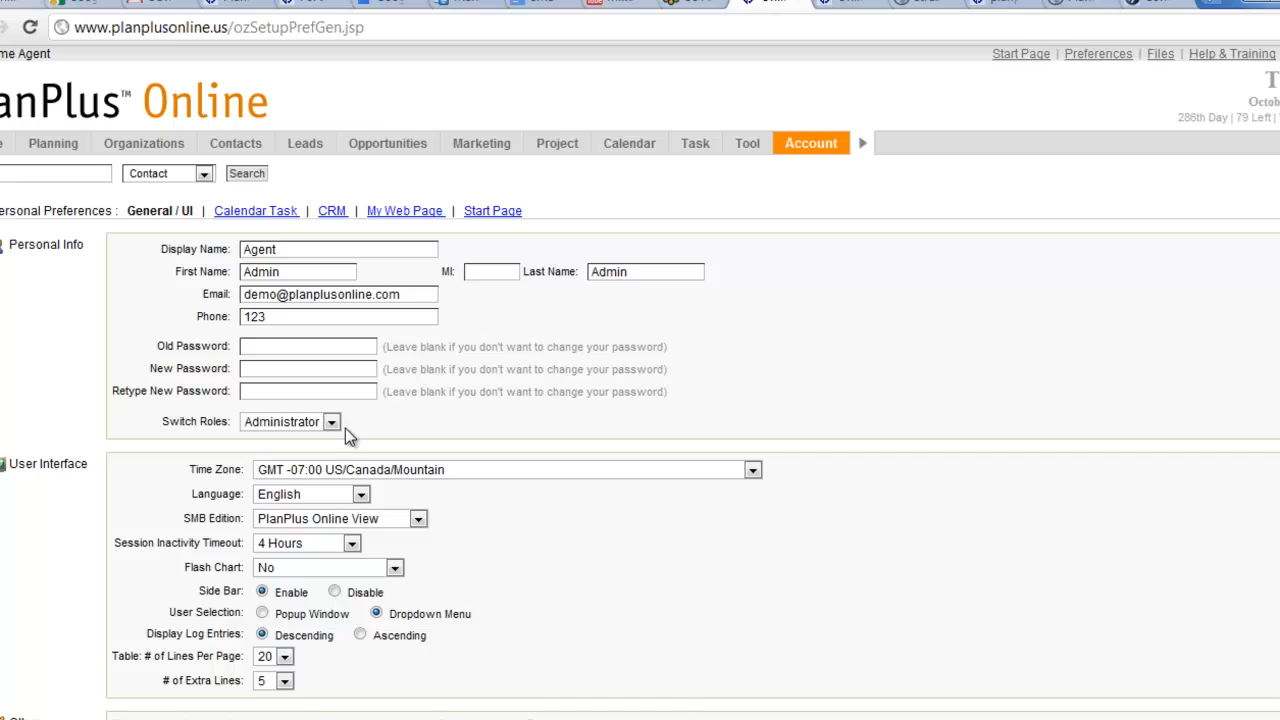 www.planplusonline.us/ozSetupPrefGen.jsp
me Agent
Start Page | Preferences | Files | Help & Training
anPlus™ Online
T
Octob
286th Day | 79 Left |
e Planning Organizations Contacts Leads Opportunities Marketing Project Calendar Task Tool Account
Contact Search
ersonal Preferences : General / UI | Calendar Task | CRM | My Web Page | Start Page
Personal Info
Display Name: Agent
First Name: Admin MI: Last Name: Admin
Email: demo@planplusonline.com
Phone: 123
Old Password: (Leave blank if you don't want to change your password)
New Password: (Leave blank if you don't want to change your password)
Retype New Password: (Leave blank if you don't want to change your password)
Switch Roles: Administrator
User Interface
Time Zone: GMT -07:00 US/Canada/Mountain
Language: English
SMB Edition: PlanPlus Online View
Session Inactivity Timeout: 4 Hours
Flash Chart: No
Side Bar: Enable Disable
User Selection: Popup Window Dropdown Menu
Display Log Entries: Descending Ascending
Table: # of Lines Per Page: 20
# of Extra Lines: 5